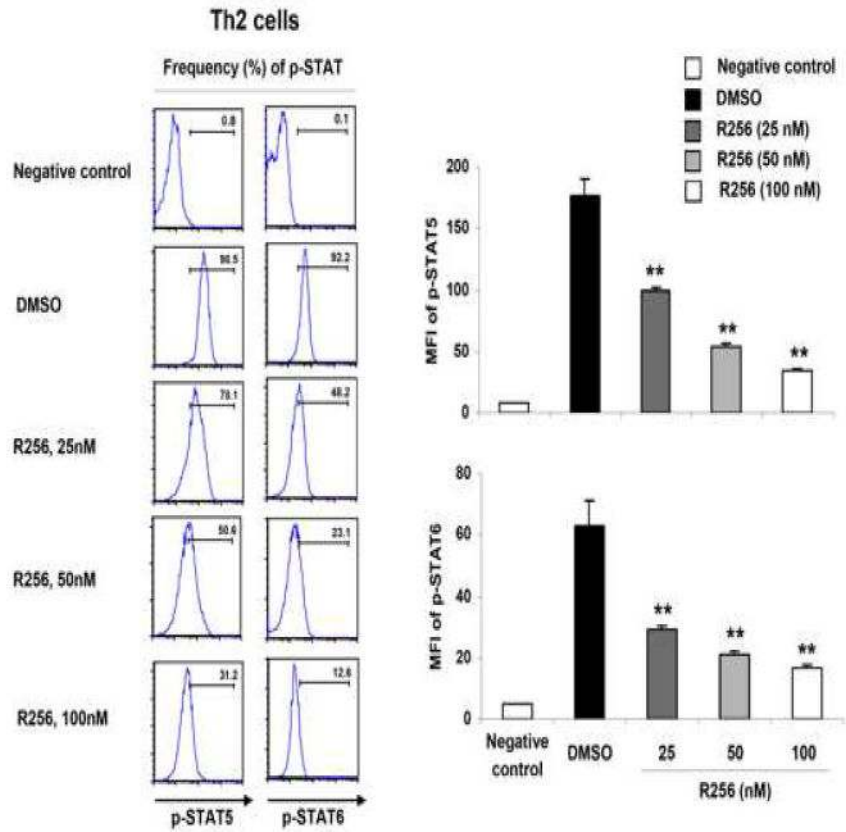 Th2 cells
Frequency (%) of p-STAT
Negative control
0.8
0.1
DMSO
90.5
92.2
R256, 25nM
78.1
48.2
R256, 50nM
50.6
23.1
R256, 100nM
31.2
12.6
p-STAT5
p-STAT6
Negative control
DMSO
R256 (25 nM)
R256 (50 nM)
R256 (100 nM)
MFI of p-STAT5
200
150
100
50
0
**
**
**
MFI of p-STAT6
80
60
40
20
0
**
**
**
Negative
control
DMSO
25
50
100
R256 (nM)